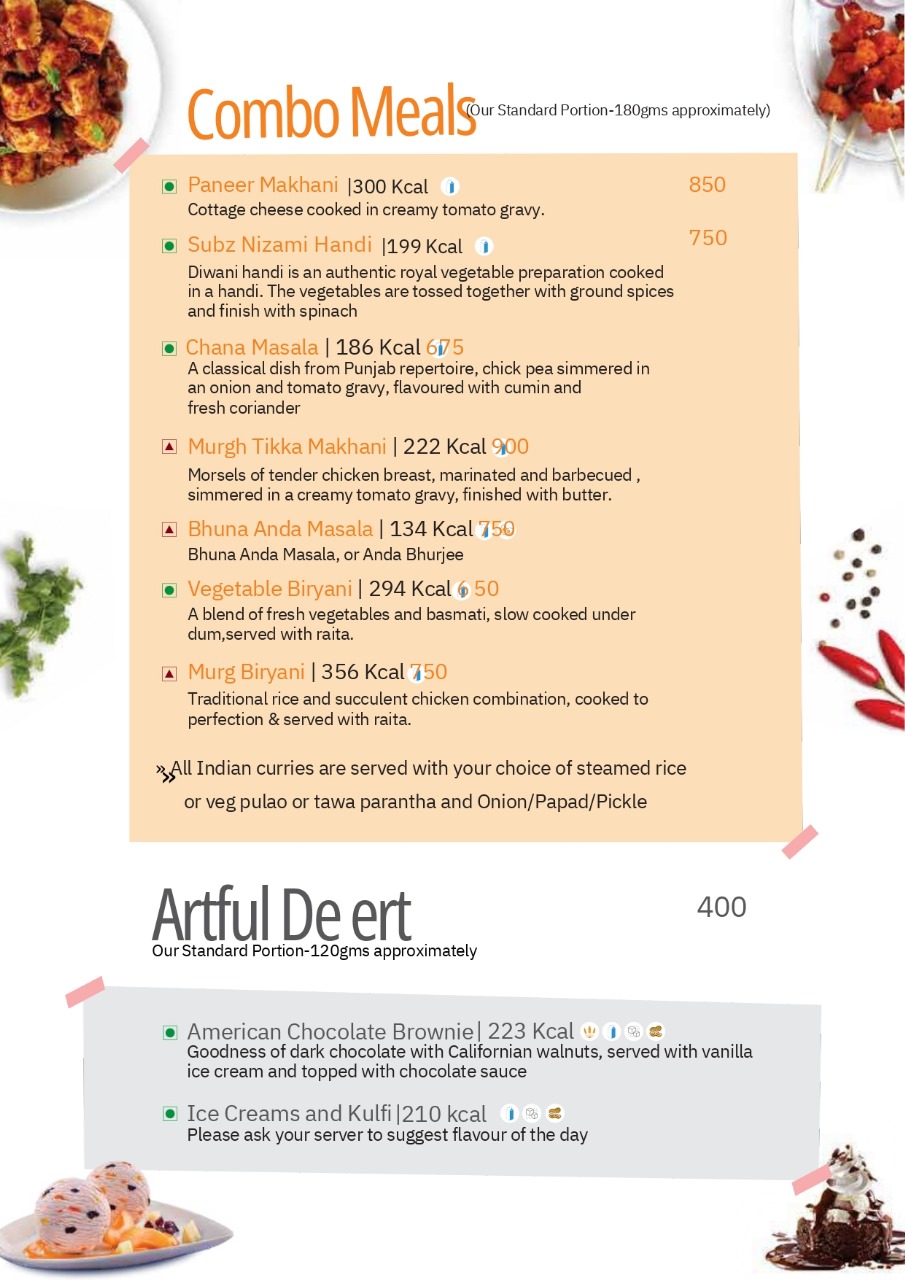 Combo Meals (Our Standard Portion-180gms approximately)
Paneer Makhani |300 Kcal 850
Cottage cheese cooked in creamy tomato gravy.
Subz Nizami Handi |199 Kcal 750
Diwani handi is an authentic royal vegetable preparation cooked
in a handi. The vegetables are tossed together with ground spices
and finish with spinach
Chana Masala | 186 Kcal 675
A classical dish from Punjab repertoire, chick pea simmered in
an onion and tomato gravy, flavoured with cumin and
fresh coriander
Murgh Tikka Makhani | 222 Kcal 900
Morsels of tender chicken breast, marinated and barbecued ,
simmered in a creamy tomato gravy, finished with butter.
Bhuna Anda Masala | 134 Kcal 750
Bhuna Anda Masala, or Anda Bhurjee
Vegetable Biryani | 294 Kcal 6 50
A blend of fresh vegetables and basmati, slow cooked under
dum,served with raita.
Murg Biryani | 356 Kcal 750
Traditional rice and succulent chicken combination, cooked to
perfection & served with raita.
» All Indian curries are served with your choice of steamed rice
» or veg pulao or tawa parantha and Onion/Papad/Pickle
Artful De ert 400
Our Standard Portion-120gms approximately
American Chocolate Brownie| 223 Kcal
Goodness of dark chocolate with Californian walnuts, served with vanilla
ice cream and topped with chocolate sauce
Ice Creams and Kulfi |210 kcal
Please ask your server to suggest flavour of the day